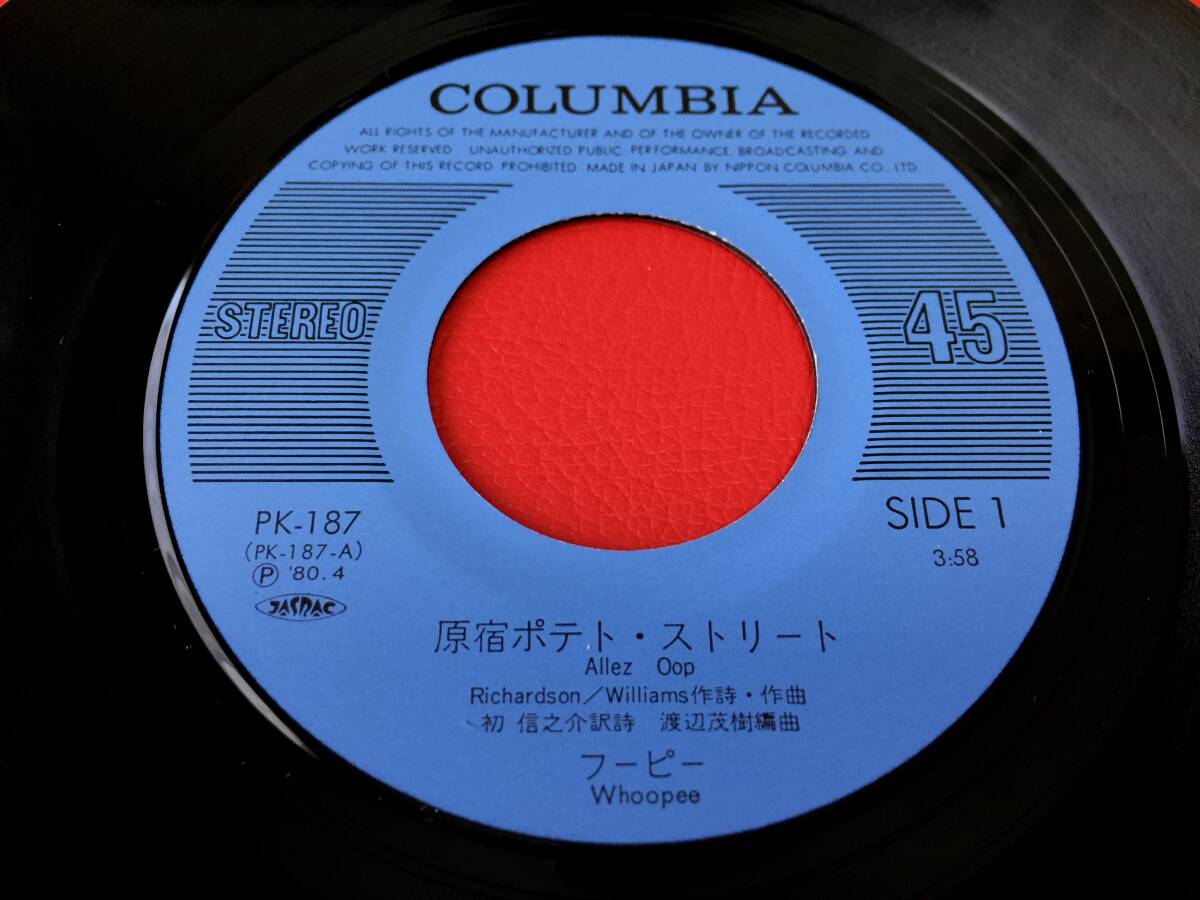 COLUMBIA
ALL RIGHTS OF THE MANUFACTURER AND OF THE OWNER OF THE RECORDED
WORK RESERVED UNAUTHORIZED PUBLIC PERFORMANCE, BROADCASTING AND
COPYING OF THIS RECORD PROHIBITED. MADE IN JAPAN BY NIPPON COLUMBIA CO., LTD.
STEREO
45
PK-187
(PK-187-A)
Ⓟ '80.4
JASRAC
SIDE 1
3:58
原宿ポテト・ストリート
Allez Oop
Richardson/Williams作詩・作曲
初 信之介訳詩 渡辺茂樹編曲
フーピー
Whoopee